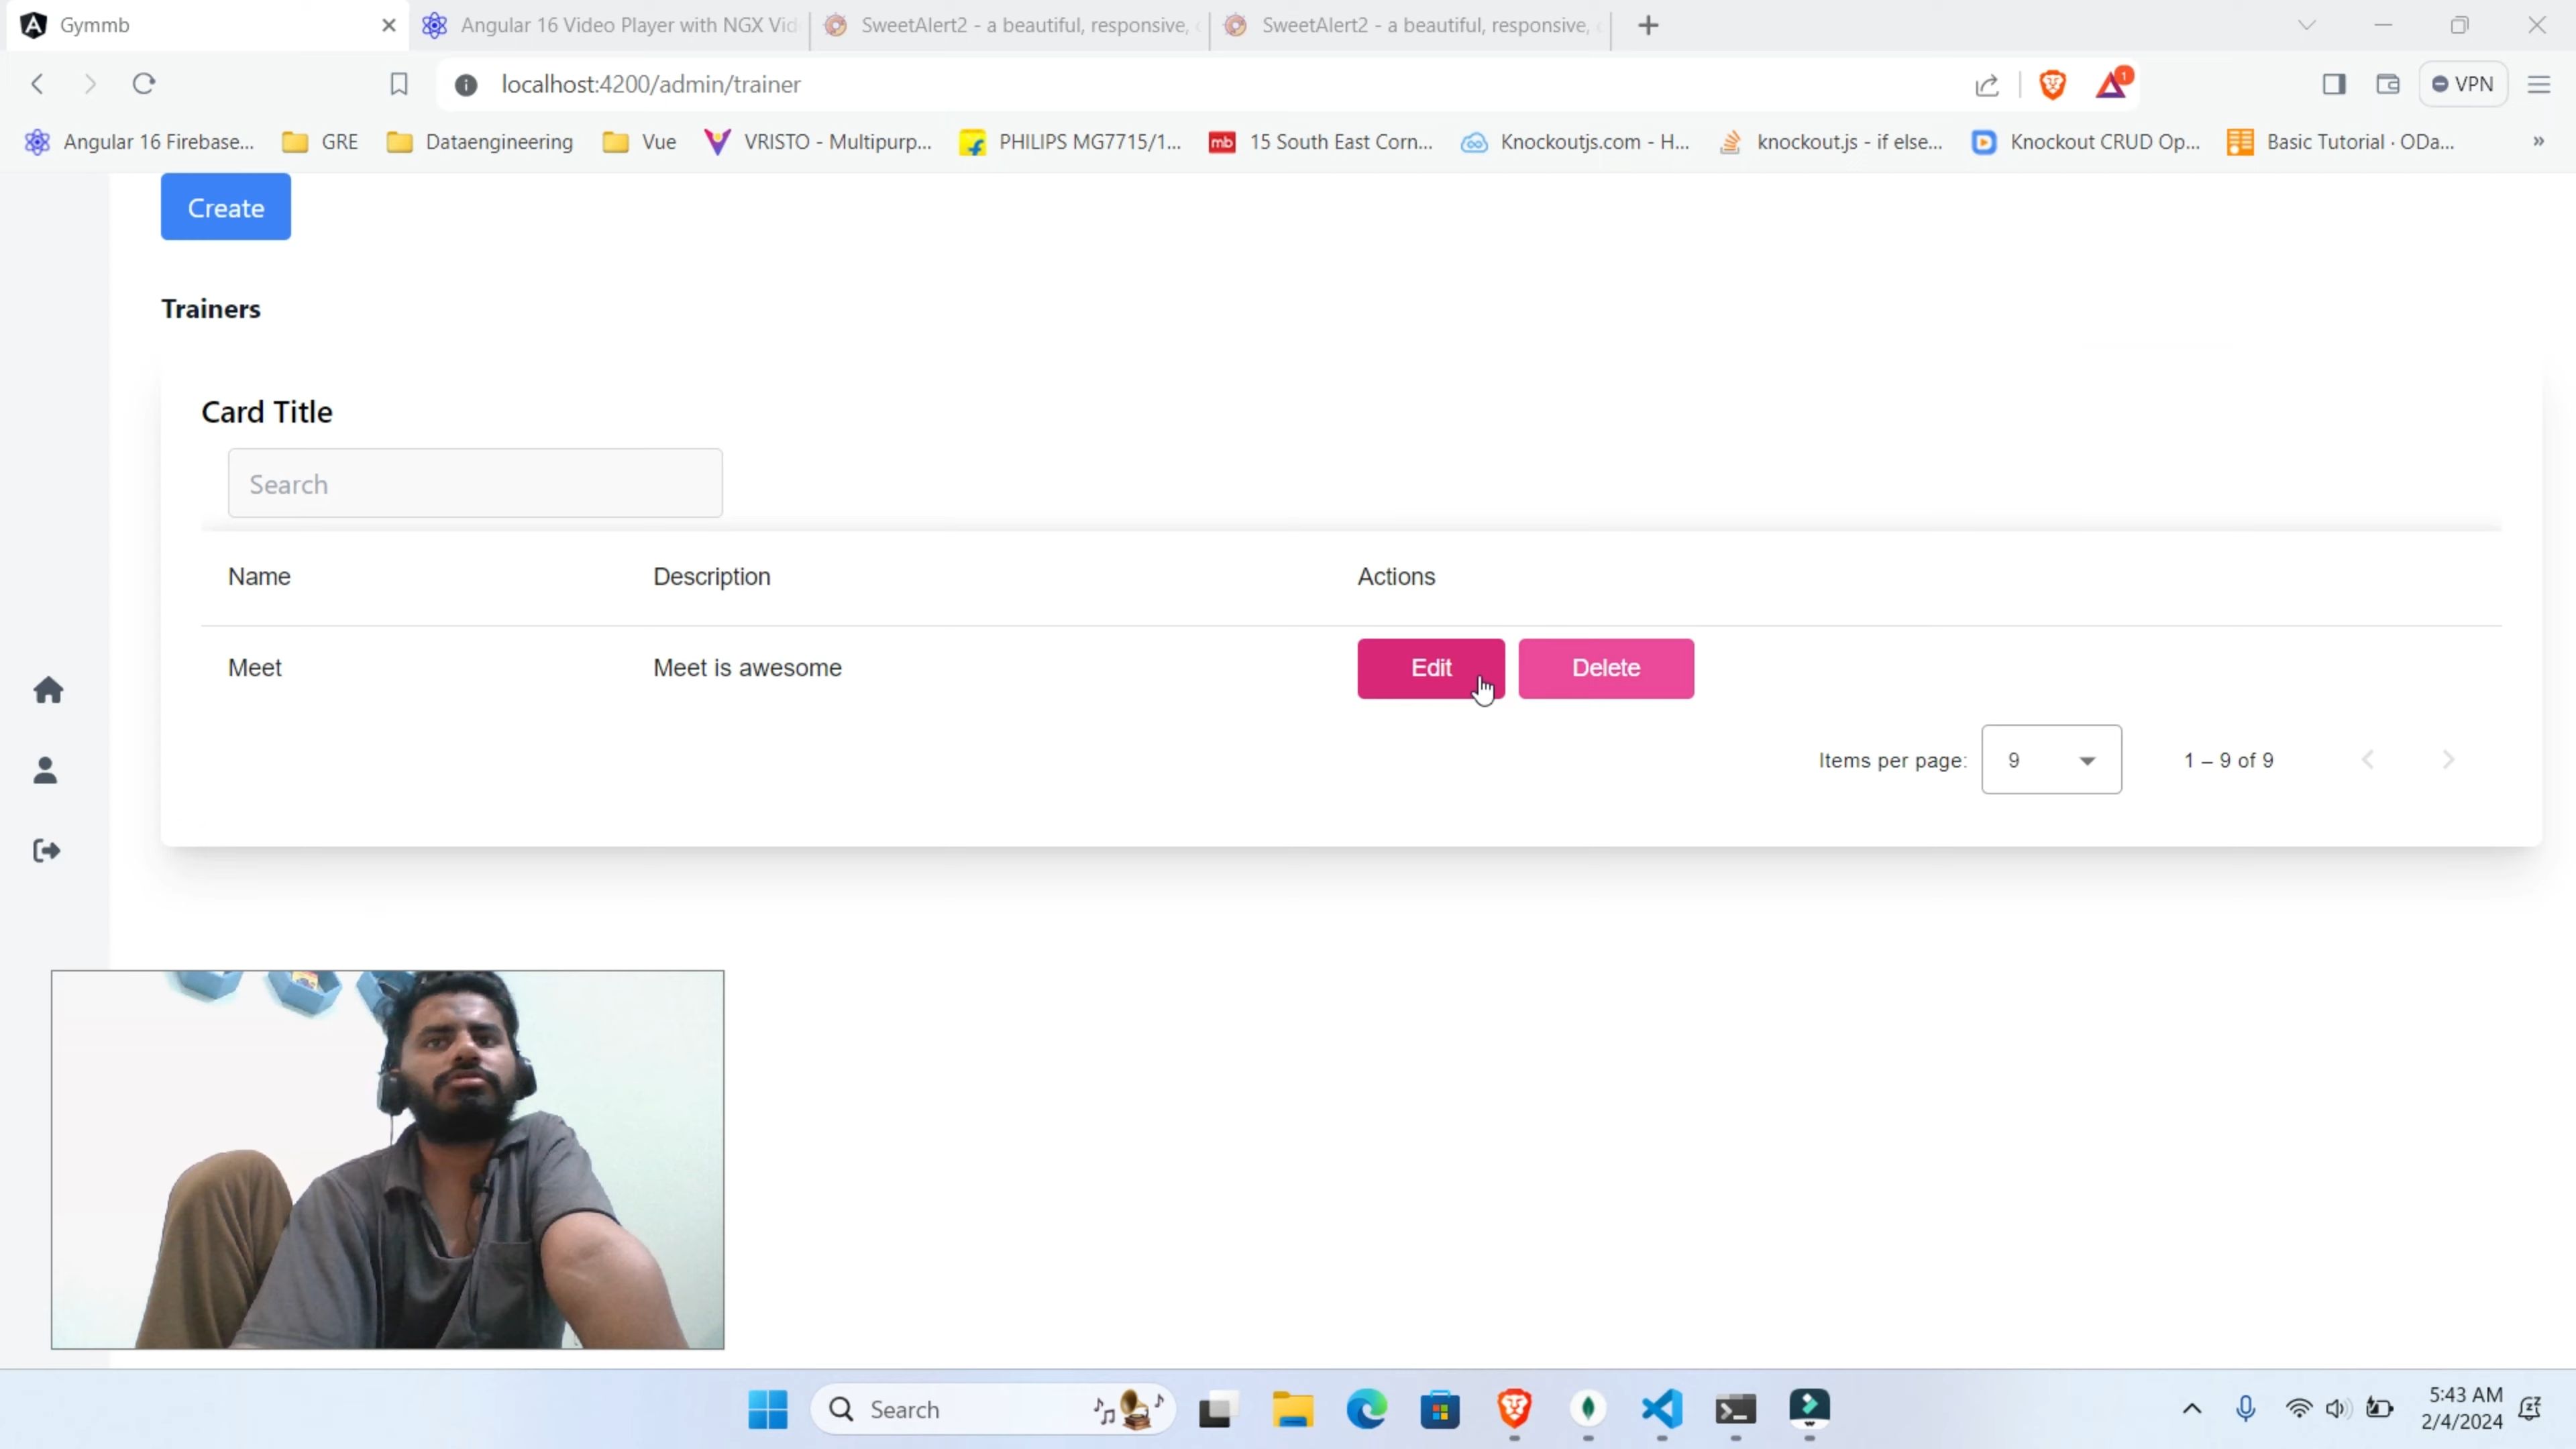 Gymmb
Angular 16 Video Player with NGX Vid
SweetAlert2 - a beautiful, responsive,
SweetAlert2 - a beautiful, responsive,
localhost:4200/admin/trainer
1
VPN
Angular 16 Firebase...
GRE
Dataengineering
Vue
VRISTO - Multipurp...
PHILIPS MG7715/1...
mb
15 South East Corn...
Knockoutjs.com - H...
knockout.js - if else...
Knockout CRUD Op...
Basic Tutorial · ODa...
»
Create
Trainers
Card Title
Search
Name Description Actions
Meet Meet is awesome Edit Delete
Items per page: 9 1 – 9 of 9
Search
5:43 AM
2/4/2024